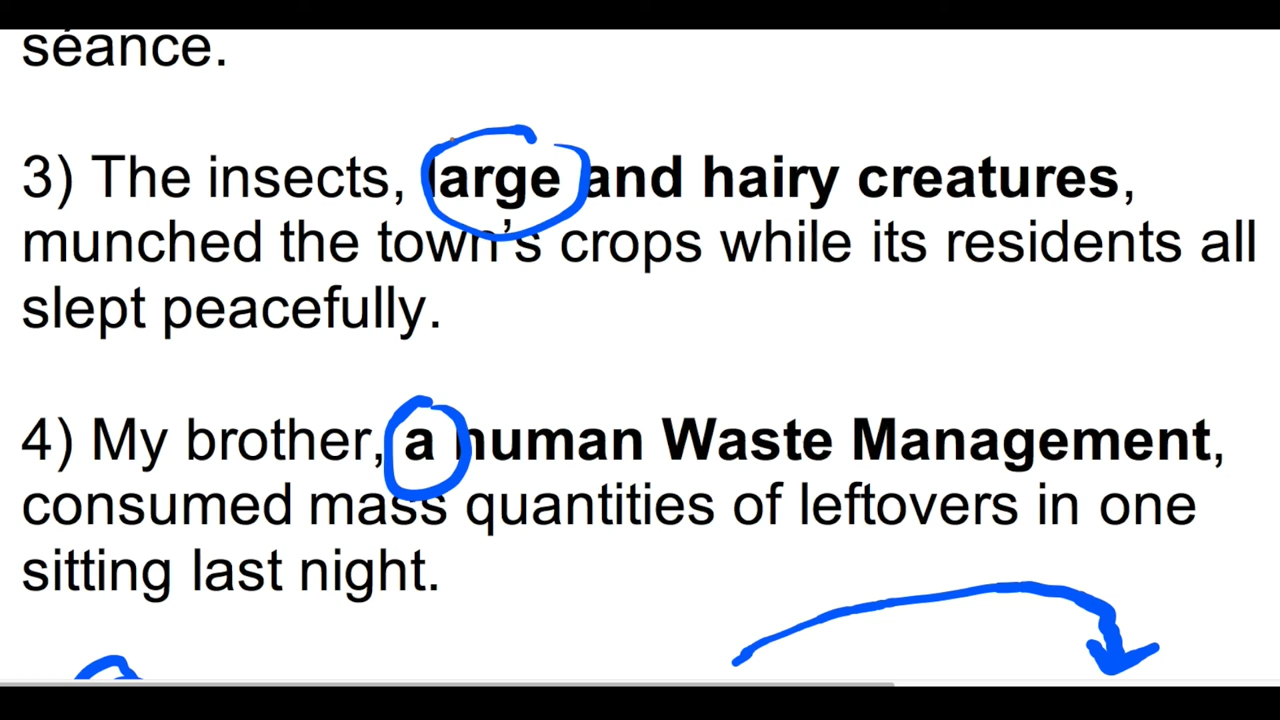 séance.
3) The insects, large and hairy creatures,
munched the town's crops while its residents all
slept peacefully.
4) My brother, a human Waste Management,
consumed mass quantities of leftovers in one
sitting last night.